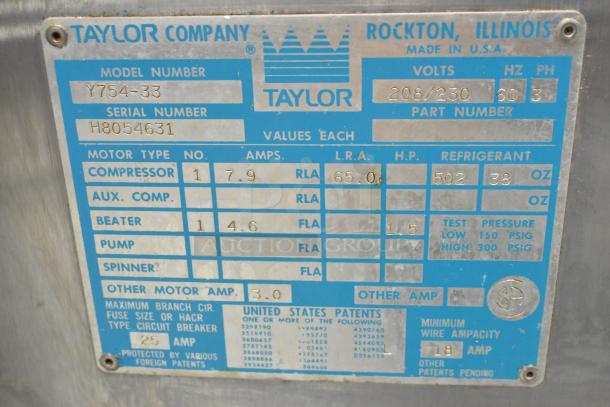 TAYLOR COMPANY ® ROCKTON, ILLINOIS
MADE IN U.S.A.
TAYLOR
MODEL NUMBER VOLTS HZ PH
Y754-33 208/230 60 3
SERIAL NUMBER PART NUMBER
H8054631
VALUES EACH
MOTOR TYPE NO. AMPS. L.R.A. H.P. REFRIGERANT
COMPRESSOR 1 7.9 RLA 65.0 502 38 OZ
AUX. COMP. RLA OZ
BEATER 1 4.6 FLA 1.5 TEST PRESSURE
LOW 150 PSIG
HIGH 300 PSIG
PUMP FLA
SPINNER FLA
OTHER MOTOR AMP. 3.0 OTHER AMP
MAXIMUM BRANCH CIR.
FUSE SIZE OR HACR
TYPE CIRCUIT BREAKER
25 AMP
PROTECTED BY VARIOUS
FOREIGN PATENTS
UNITED STATES PATENTS
ONE OR MORE OF THE FOLLOWING
MINIMUM
WIRE AMPACITY
18 AMP
OTHER
PATENTS PENDING
AUCTION GROUP